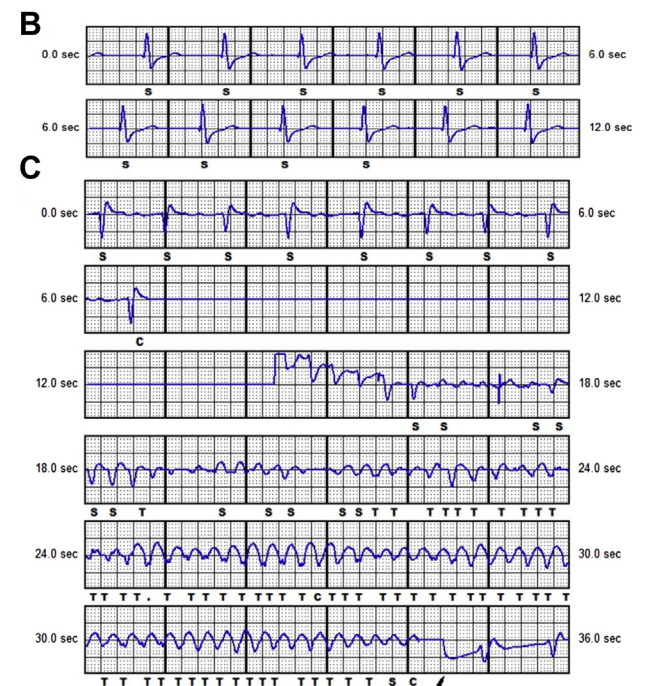 B
0.0 sec 6.0 sec
S S S S S S
6.0 sec 12.0 sec
S S S S
C
0.0 sec 6.0 sec
S S S S S S S S
6.0 sec 12.0 sec
C
12.0 sec 18.0 sec
S S S S
18.0 sec 24.0 sec
S S T S S S S S T T T T T T T T T T
24.0 sec 30.0 sec
T T T T . T T T T T T T T C T T T T T T T T T T T T T
30.0 sec 36.0 sec
T T T T T T T T T T T T T T T T S C